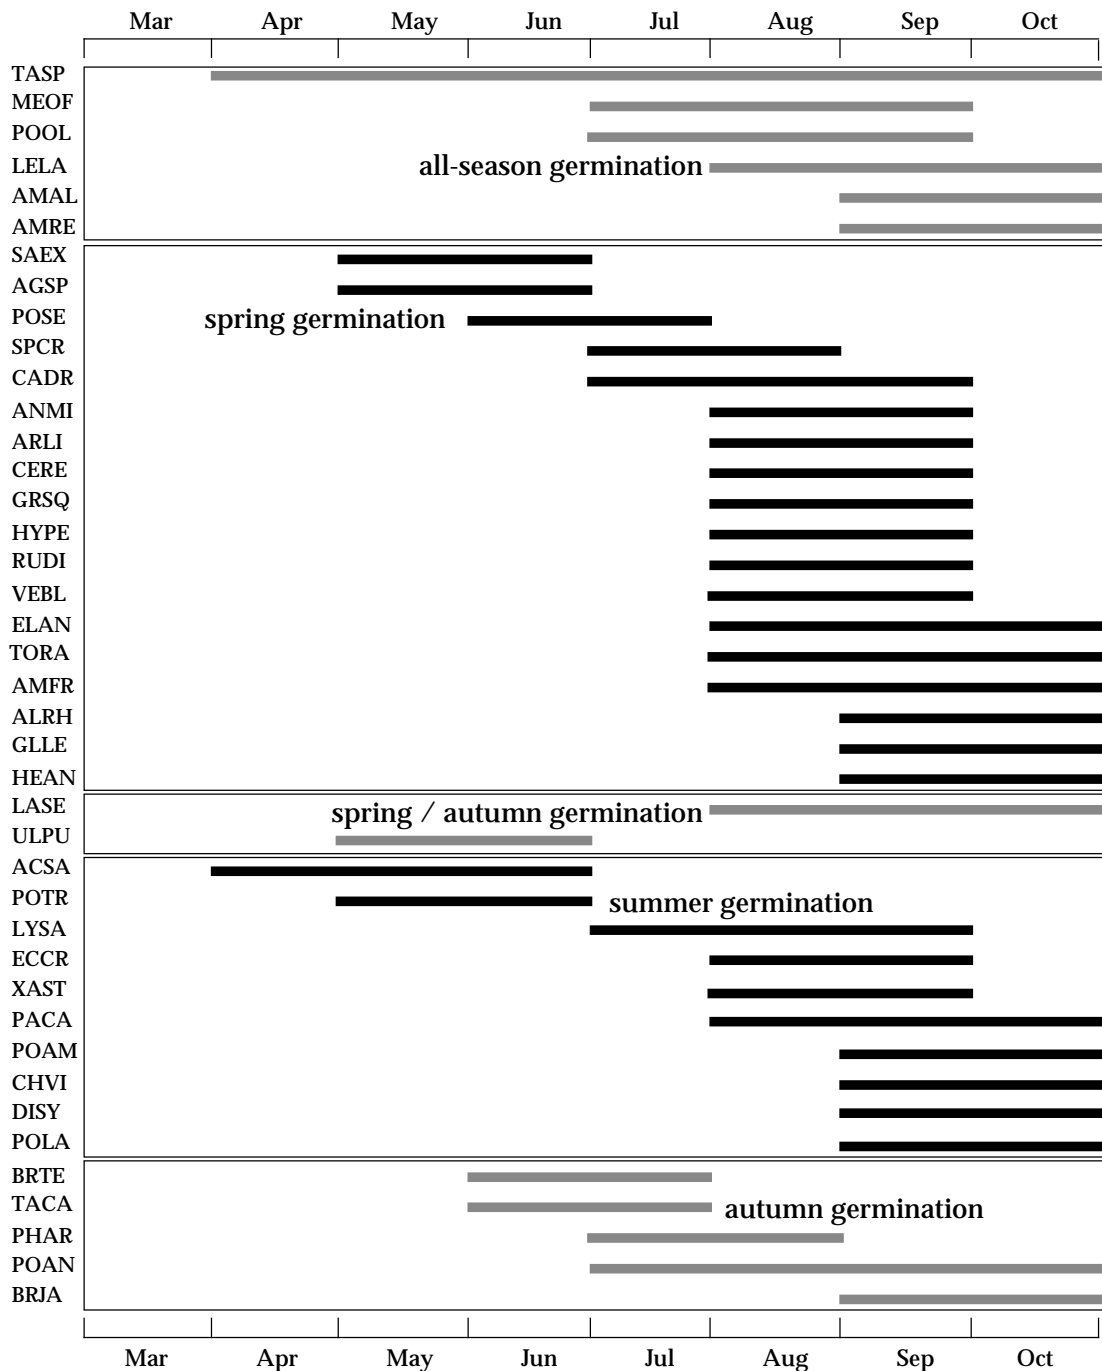 Mar Apr May Jun Jul Aug Sep Oct
TASP
MEOF
POOL
LELA all-season germination
AMAL
AMRE
SAEX
AGSP
POSE spring germination
SPCR
CADR
ANMI
ARLI
CERE
GRSQ
HYPE
RUDI
VEBL
ELAN
TORA
AMFR
ALRH
GLLE
HEAN
LASE spring / autumn germination
ULPU
ACSA
POTR summer germination
LYSA
ECCR
XAST
PACA
POAM
CHVI
DISY
POLA
BRTE
TACA autumn germination
PHAR
POAN
BRJA
Mar Apr May Jun Jul Aug Sep Oct